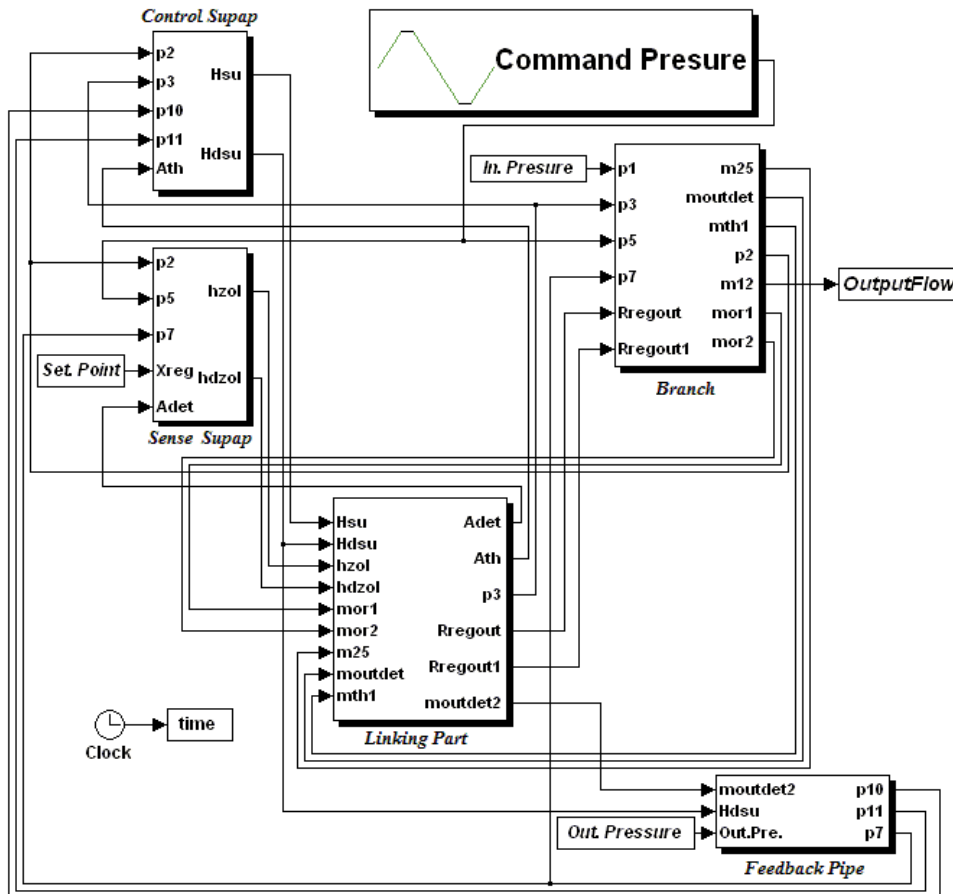 Control Supap
p2
p3
p10
p11
Ath
Hsu
Hdsu
Command Presure
In. Presure
p1
p3
p5
p7
Rregout
Rregout1
m25
moutdet
mth1
p2
m12
mor1
mor2
Branch
OutputFlow
p2
p5
p7
Xreg
Adet
hzol
hdzol
Set. Point
Sense Supap
Hsu
Hdsu
hzol
hdzol
mor1
mor2
m25
moutdet
mth1
Adet
Ath
p3
Rregout
Rregout1
moutdet2
Linking Part
Clock
time
moutdet2
Hdsu
Out.Pre.
p10
p11
p7
Out. Pressure
Feedback Pipe